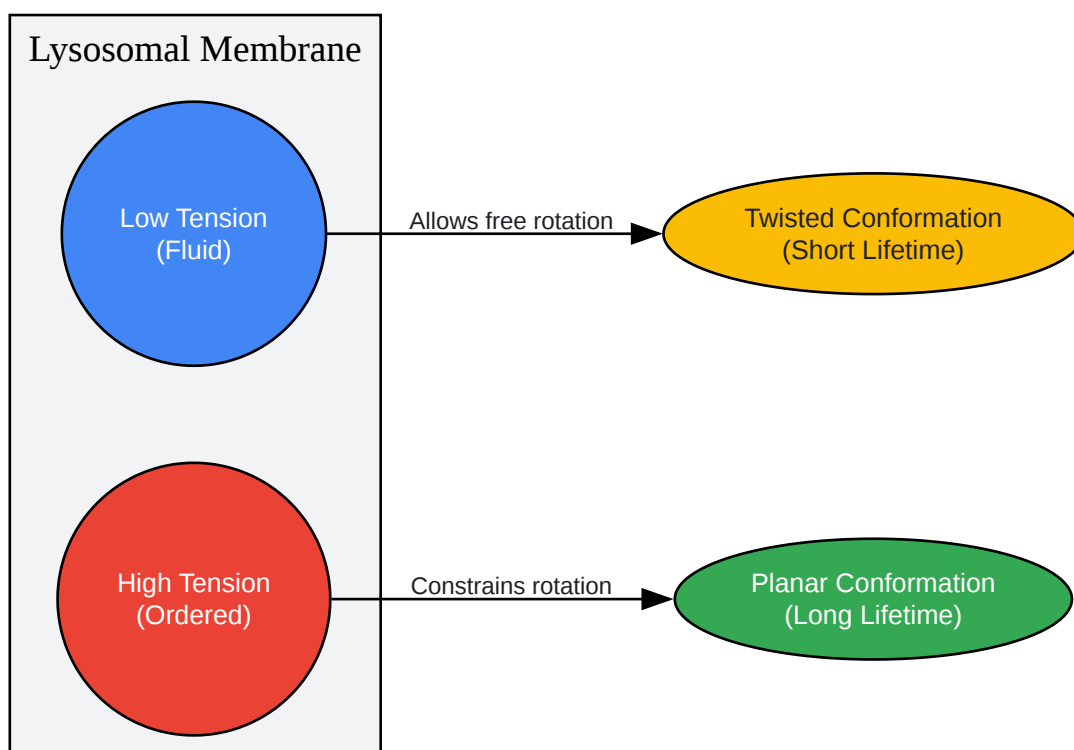 Lysosomal Membrane
Low Tension
(Fluid)
Allows free rotation
Twisted Conformation
(Short Lifetime)
High Tension
(Ordered)
Constrains rotation
Planar Conformation
(Long Lifetime)